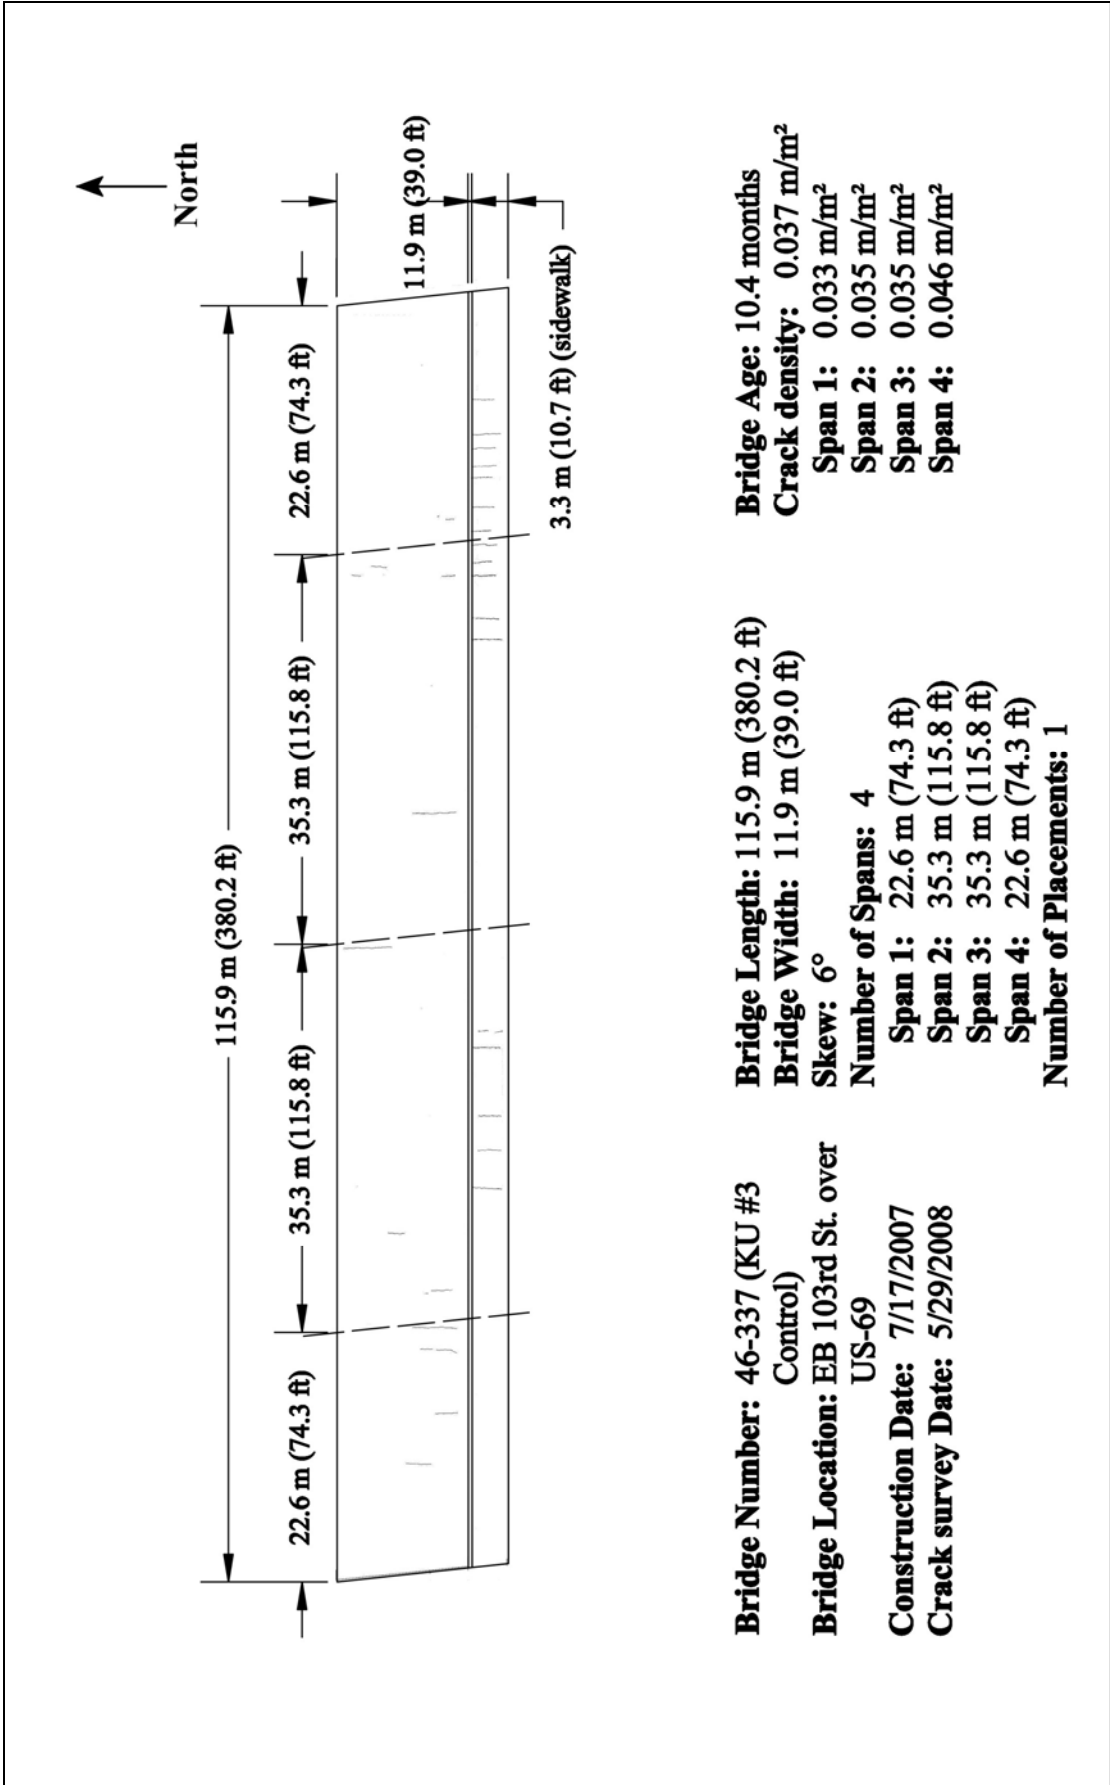 North
115.9 m (380.2 ft)
22.6 m (74.3 ft)
35.3 m (115.8 ft)
35.3 m (115.8 ft)
22.6 m (74.3 ft)
11.9 m (39.0 ft)
3.3 m (10.7 ft) (sidewalk)
Bridge Number: 46-337 (KU #3
Control)
Bridge Location: EB 103rd St. over
US-69
Construction Date: 7/17/2007
Crack survey Date: 5/29/2008
Bridge Length: 115.9 m (380.2 ft)
Bridge Width: 11.9 m (39.0 ft)
Skew: 6°
Number of Spans: 4
Span 1: 22.6 m (74.3 ft)
Span 2: 35.3 m (115.8 ft)
Span 3: 35.3 m (115.8 ft)
Span 4: 22.6 m (74.3 ft)
Number of Placements: 1
Bridge Age: 10.4 months
Crack density: 0.037 m/m²
Span 1: 0.033 m/m²
Span 2: 0.035 m/m²
Span 3: 0.035 m/m²
Span 4: 0.046 m/m²